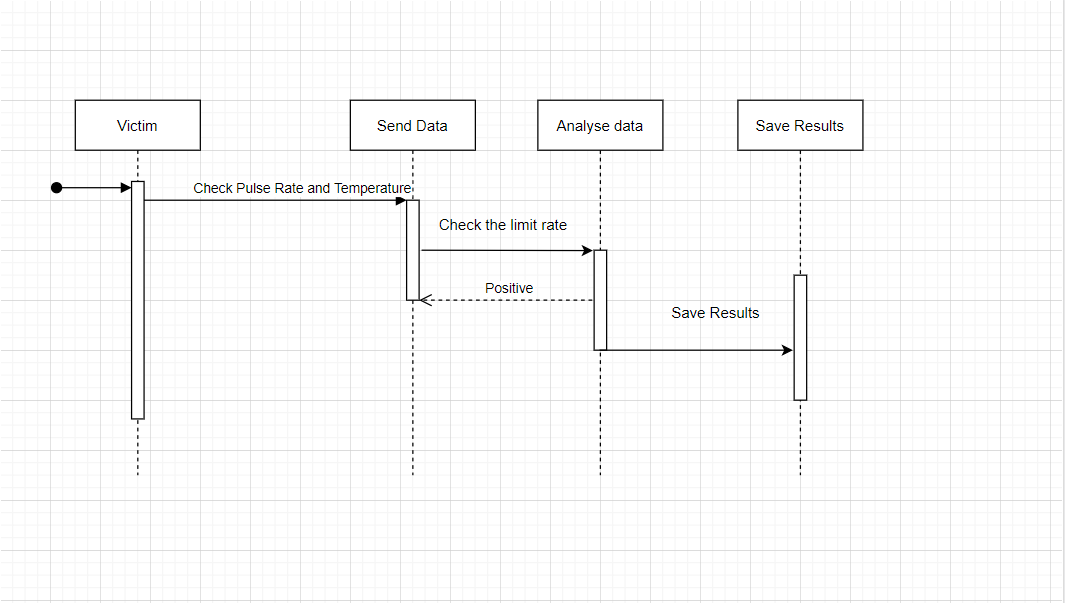 Victim
Send Data
Analyse data
Save Results
Check Pulse Rate and Temperature
Check the limit rate
Positive
Save Results